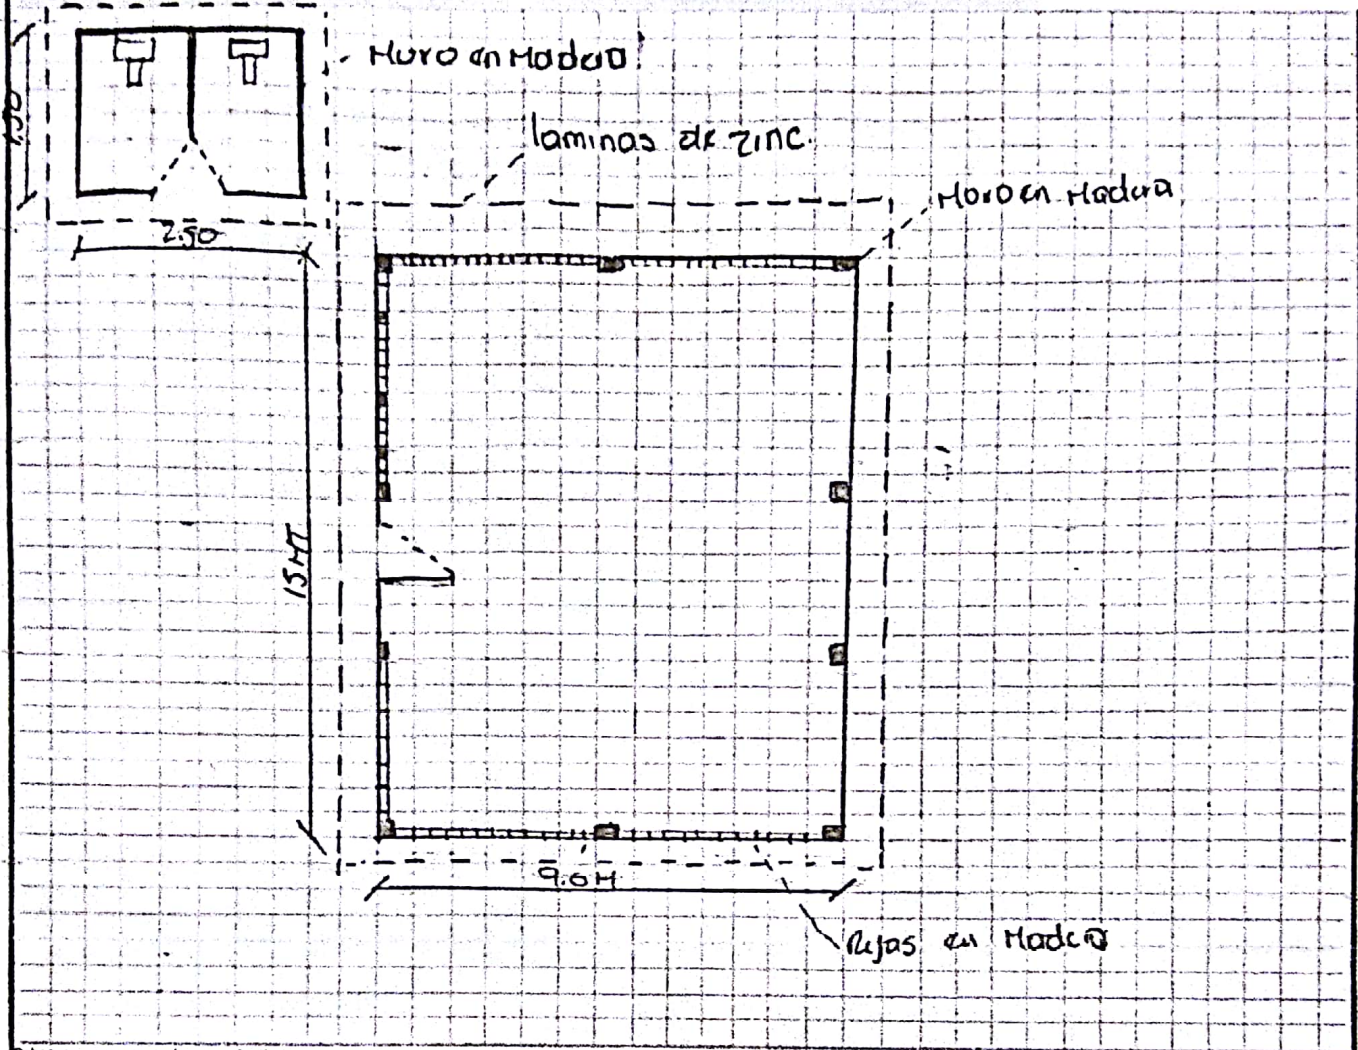 Muro en Madera.
laminas de zinc.
Muro en Madera
2.50
15 MT
9.0 M
Rejas en Madera